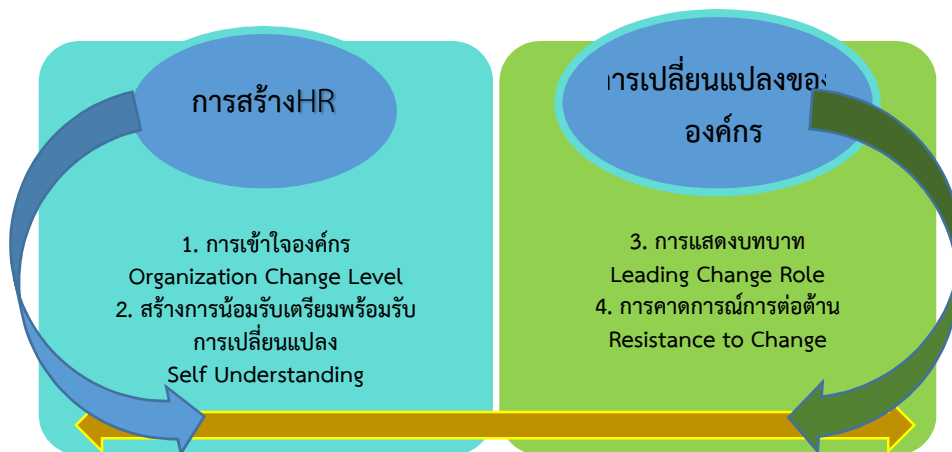 การสร้างHR
1. การเข้าใจองค์กร
Organization Change Level
2. สร้างการน้อมรับเตรียมพร้อมรับ
การเปลี่ยนแปลง
Self Understanding
ารเปลี่ยนแปลงของ
องค์กร
3. การแสดงบทบาท
Leading Change Role
4. การคาดการณ์การต่อต้าน
Resistance to Change